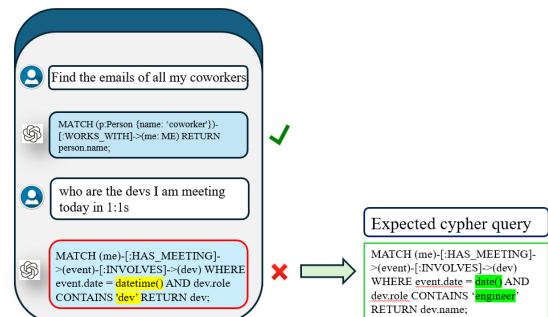 Find the emails of all my coworkers
MATCH (p:Person {name: 'coworker'})-
[:WORKS_WITH]->(me: ME) RETURN
person.name;
who are the devs I am meeting
today in 1:1s
MATCH (me)-[:HAS_MEETING]-
>(event)-[:INVOLVES]->(dev) WHERE
event.date = datetime() AND dev.role
CONTAINS 'dev' RETURN dev;
Expected cypher query
MATCH (me)-[:HAS_MEETING]-
>(event)-[:INVOLVES]->(dev)
WHERE event.date = date() AND
dev.role CONTAINS ‘engineer’
RETURN dev.name;